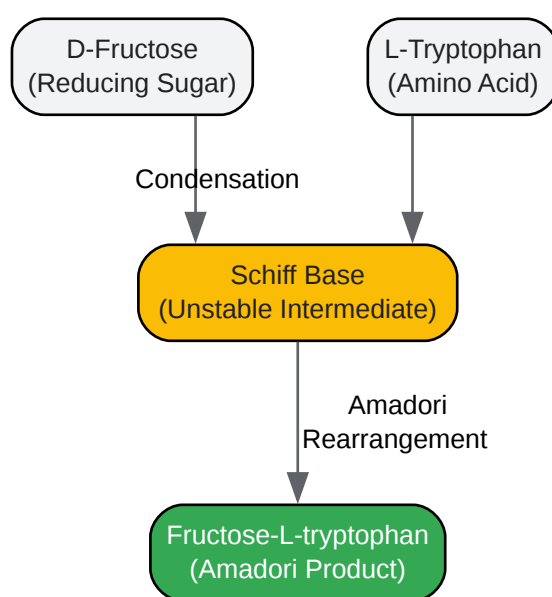 D-Fructose
(Reducing Sugar)
L-Tryptophan
(Amino Acid)
Condensation
Schiff Base
(Unstable Intermediate)
Amadori
Rearrangement
Fructose-L-tryptophan
(Amadori Product)